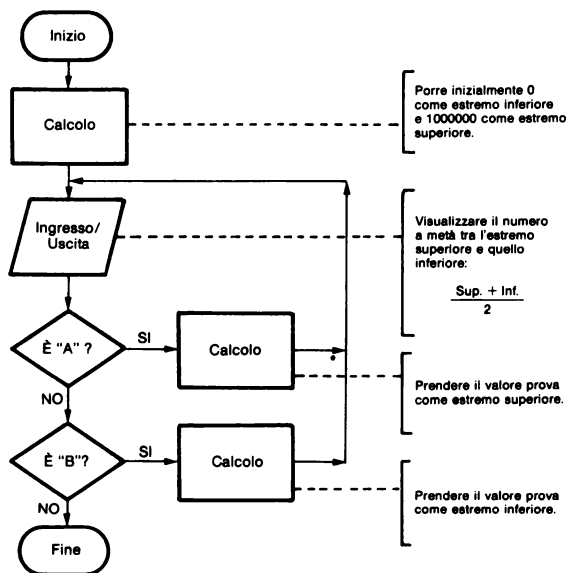 Inizio
Calcolo
Porre inizialmente 0
come estremo inferiore
e 1000000 come estremo
superiore.
Ingresso/
Uscita
Visualizzare il numero
a metà tra l'estremo
superiore e quello
inferiore:
Sup. + Inf.
2
È "A" ?
SI
Calcolo
NO
Prendere il valore prova
come estremo superiore.
È "B"?
SI
Calcolo
NO
Prendere il valore prova
come estremo inferiore.
Fine